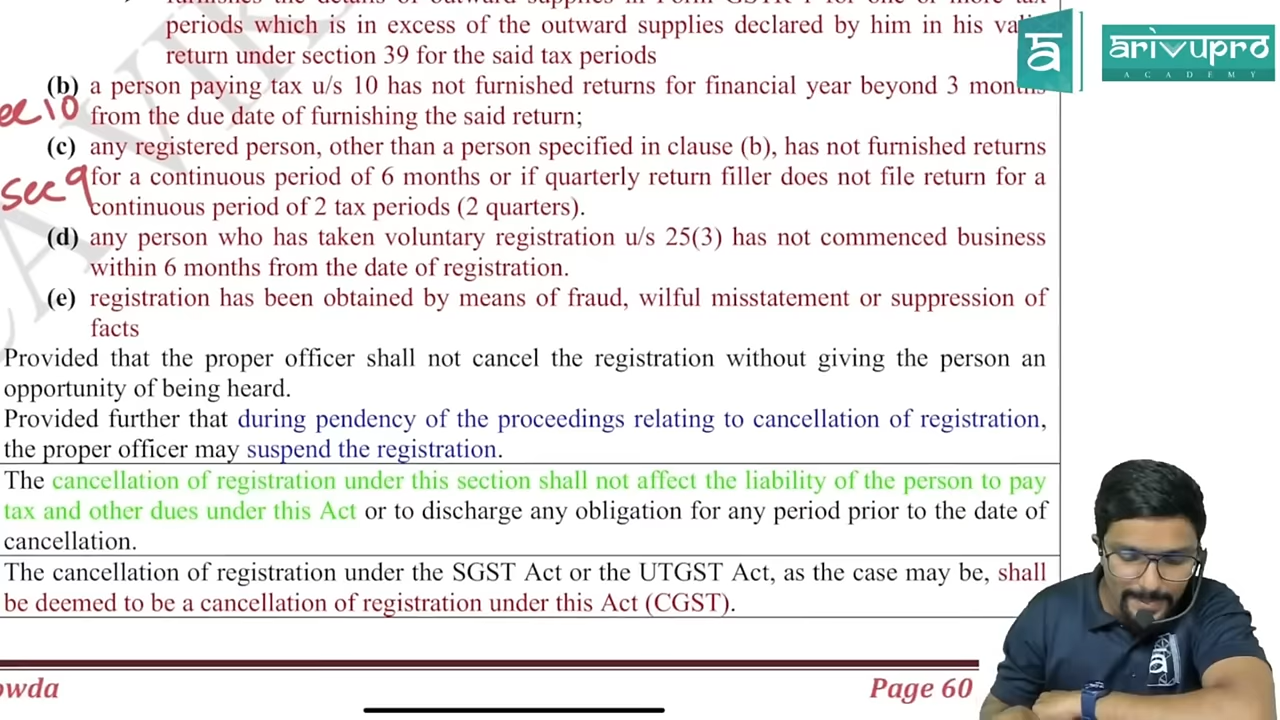 periods which is in excess of the outward supplies declared by him in his
return under section 39 for the said tax periods
(b) a person paying tax u/s 10 has not furnished returns for financial year beyond 3 months
from the due date of furnishing the said return;
(c) any registered person, other than a person specified in clause (b), has not furnished returns
for a continuous period of 6 months or if quarterly return filler does not file return for a
continuous period of 2 tax periods (2 quarters).
(d) any person who has taken voluntary registration u/s 25(3) has not commenced business
within 6 months from the date of registration.
(e) registration has been obtained by means of fraud, wilful misstatement or suppression of
facts
Provided that the proper officer shall not cancel the registration without giving the person an
opportunity of being heard.
Provided further that during pendency of the proceedings relating to cancellation of registration,
the proper officer may suspend the registration.
The cancellation of registration under this section shall not affect the liability of the person to pay
tax and other dues under this Act or to discharge any obligation for any period prior to the date of
cancellation.
The cancellation of registration under the SGST Act or the UTGST Act, as the case may be, shall
be deemed to be a cancellation of registration under this Act (CGST).
Page 60
10
Sec 9
arivupro
ACADEMY